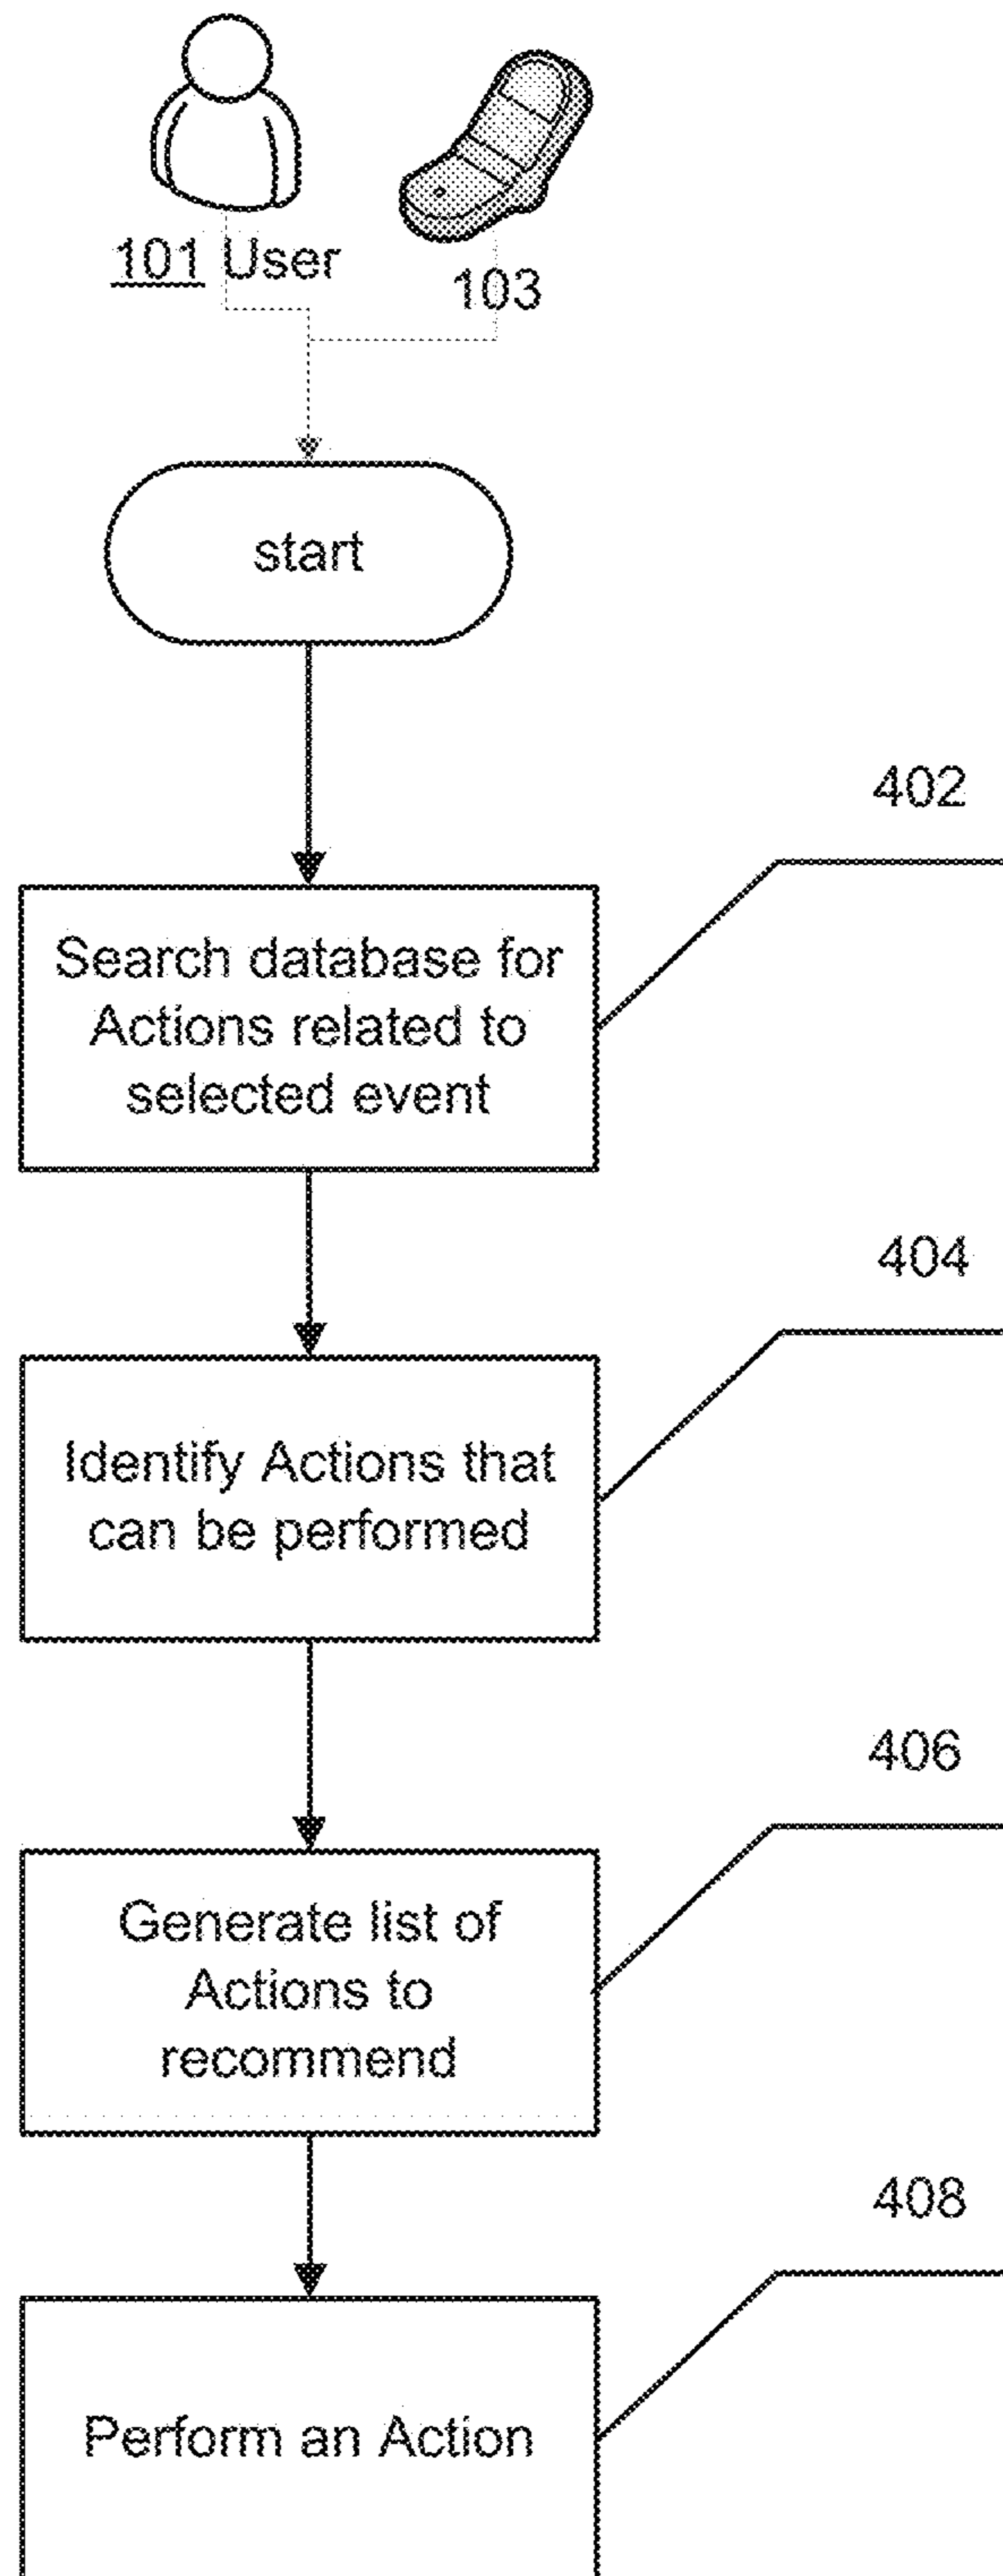 101 User
103
start
402
Search database for
Actions related to
selected event
404
Identify Actions that
can be performed
406
Generate list of
Actions to
recommend
408
Perform an Action